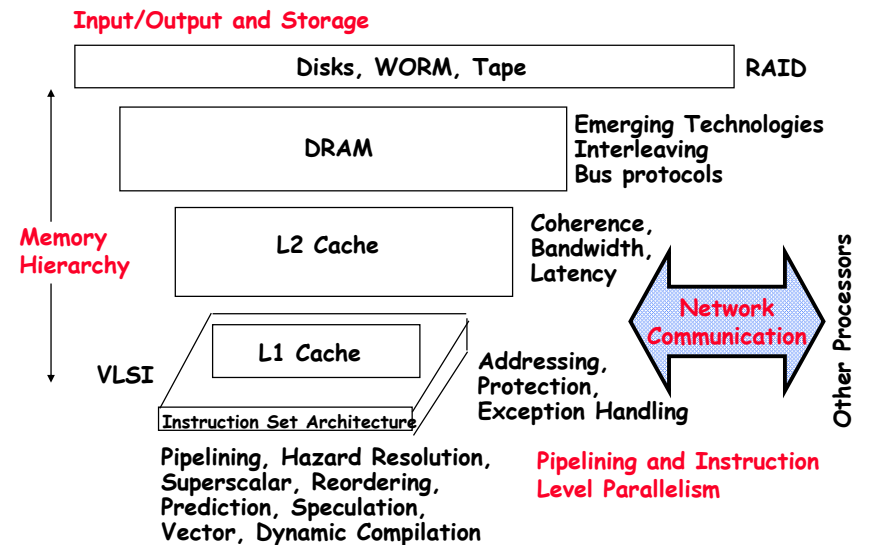 Input/Output and Storage
Disks, WORM, Tape
RAID
DRAM
Emerging Technologies
Interleaving
Bus protocols
Memory
Hierarchy
L2 Cache
Coherence,
Bandwidth,
Latency
Network
Communication
Other Processors
VLSI
L1 Cache
Addressing,
Protection,
Exception Handling
Instruction Set Architecture
Pipelining, Hazard Resolution,
Superscalar, Reordering,
Prediction, Speculation,
Vector, Dynamic Compilation
Pipelining and Instruction
Level Parallelism